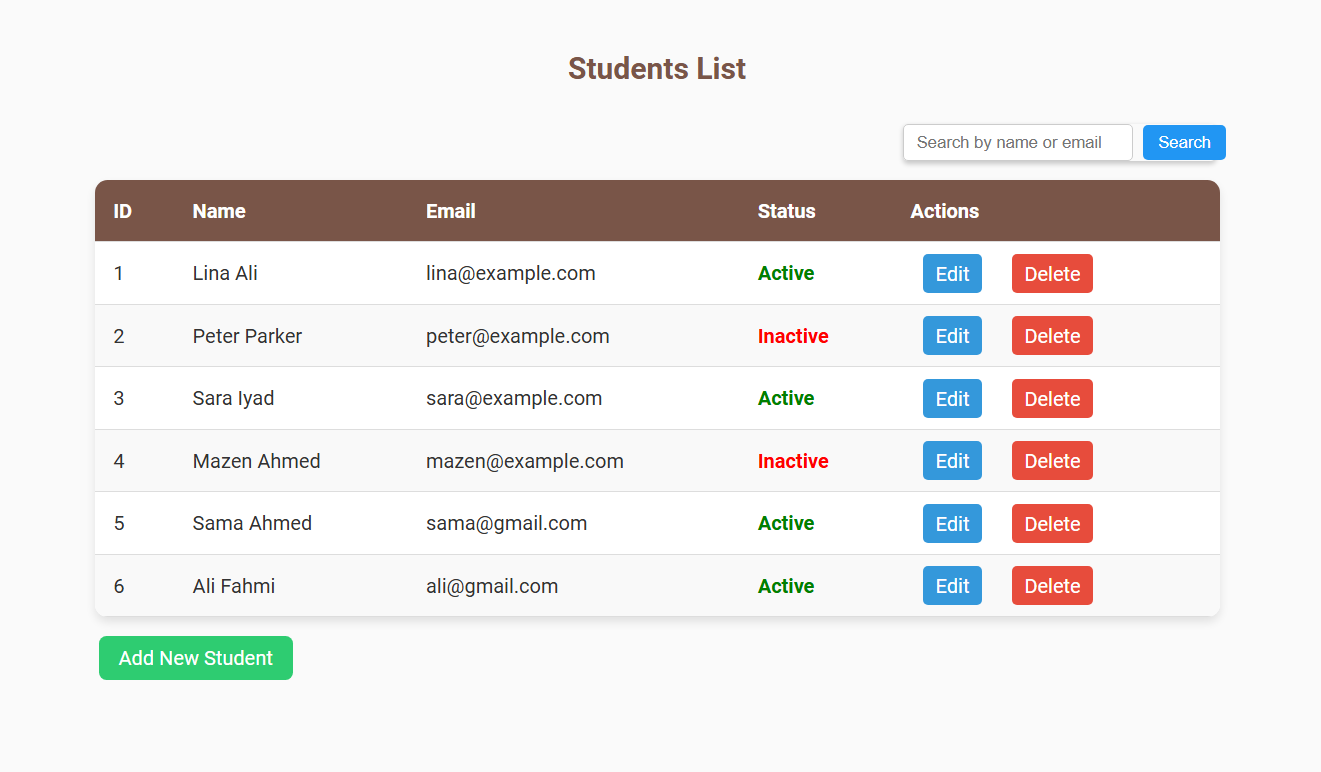 Students List
Search by name or email Search
ID Name Email Status Actions
1 Lina Ali lina@example.com Active Edit Delete
2 Peter Parker peter@example.com Inactive Edit Delete
3 Sara Iyad sara@example.com Active Edit Delete
4 Mazen Ahmed mazen@example.com Inactive Edit Delete
5 Sama Ahmed sama@gmail.com Active Edit Delete
6 Ali Fahmi ali@gmail.com Active Edit Delete
Add New Student